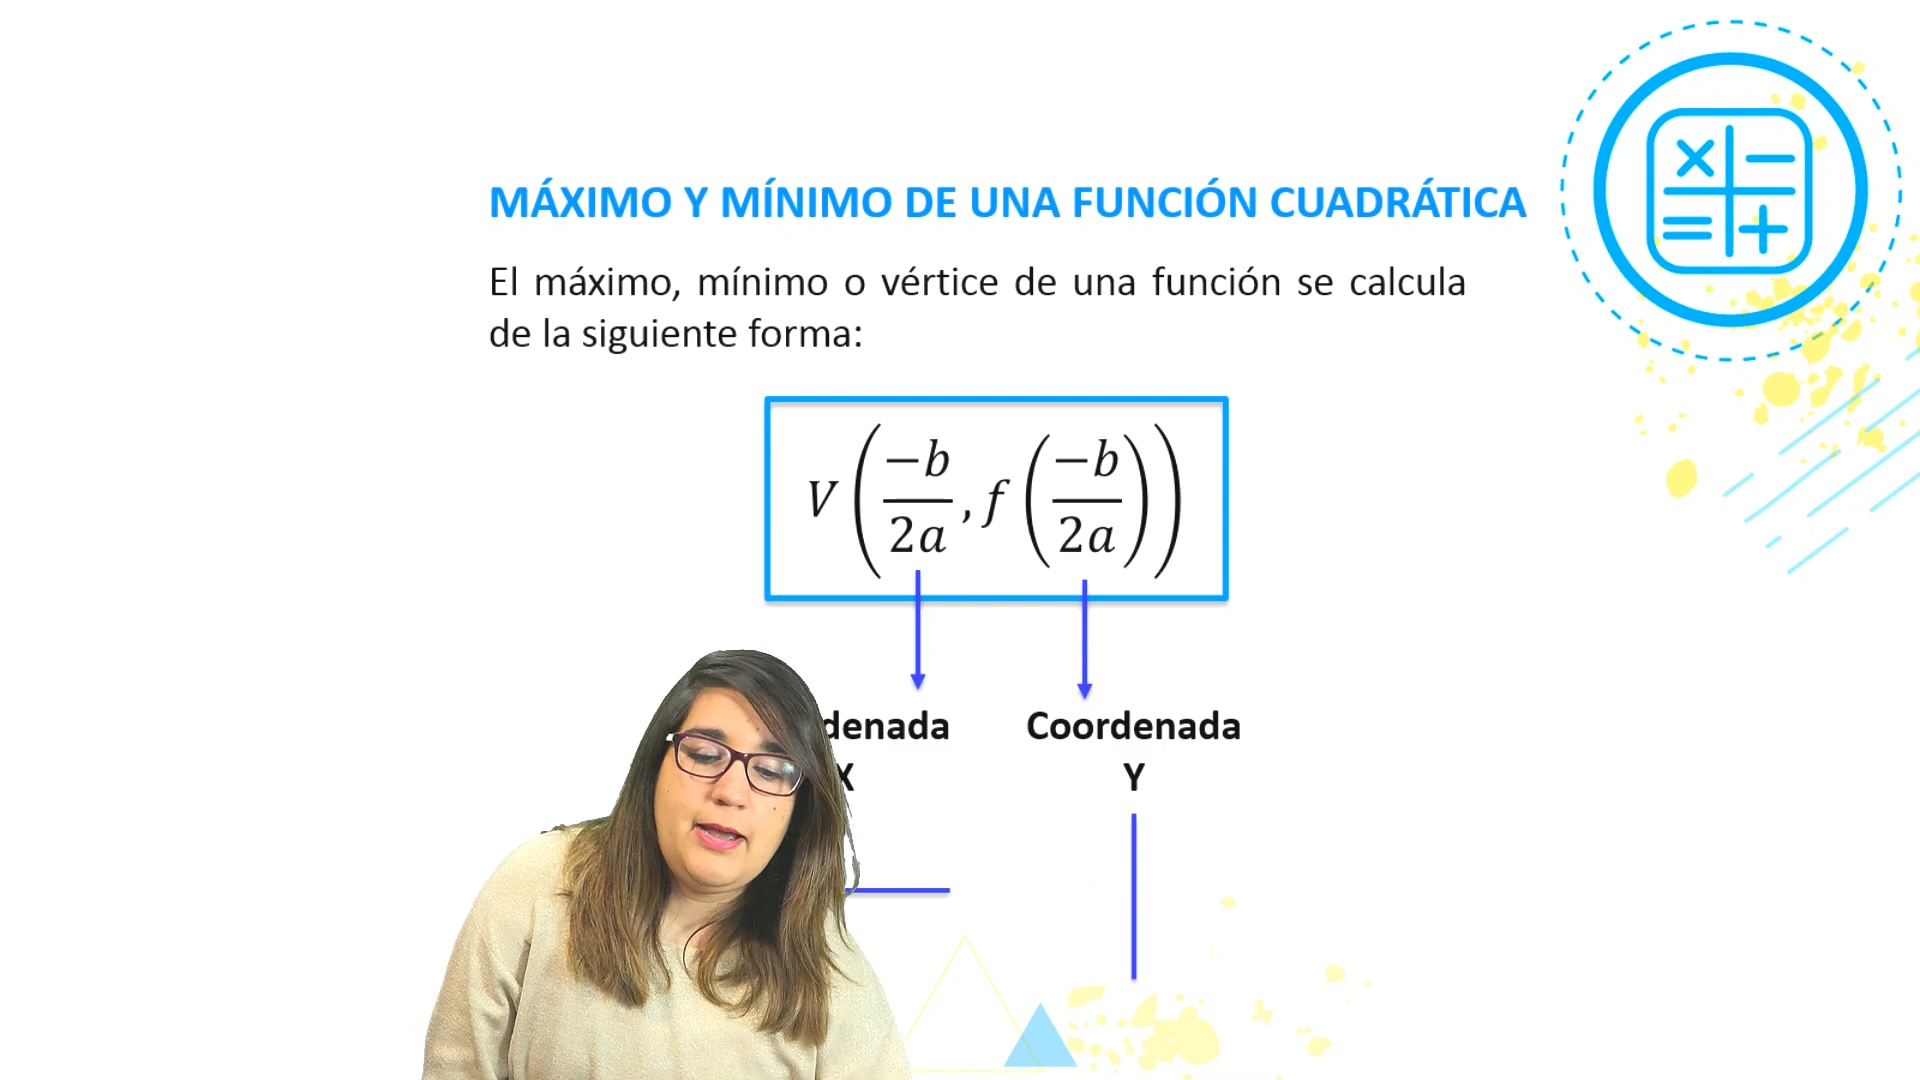 MÁXIMO Y MÍNIMO DE UNA FUNCIÓN CUADRÁTICA
El máximo, mínimo o vértice de una función se calcula
de la siguiente forma:
V(−b/2a, f(−b/2a))
denada Coordenada
X Y